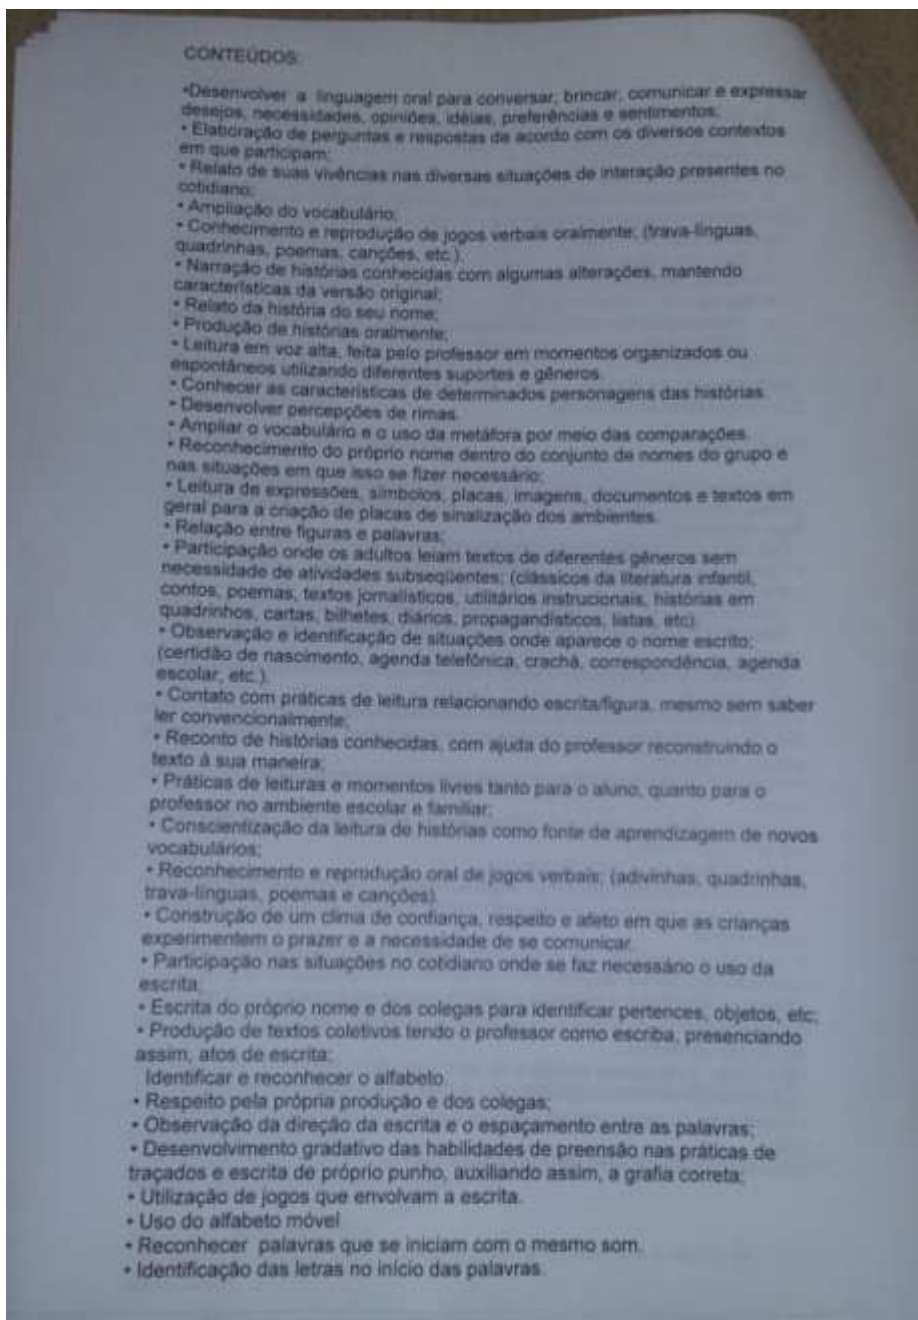 CONTEÚDOS:
•Desenvolver a linguagem oral para conversar, brincar, comunicar e expressar
desejos, necessidades, opiniões, idéias, preferências e sentimentos;
• Elaboração de perguntas e respostas de acordo com os diversos contextos
em que participam;
• Relato de suas vivências nas diversas situações de interação presentes no
cotidiano;
• Ampliação do vocabulário;
• Conhecimento e reprodução de jogos verbais oralmente; (trava-línguas,
quadrinhas, poemas, canções, etc.);
• Narração de histórias conhecidas com algumas alterações, mantendo
características da versão original;
• Relato da história do seu nome;
• Produção de histórias oralmente;
• Leitura em voz alta, feita pelo professor em momentos organizados ou
espontâneos utilizando diferentes suportes e gêneros.
• Conhecer as características de determinados personagens das histórias.
• Desenvolver percepções de rimas.
• Ampliar o vocabulário e o uso da metáfora por meio das comparações.
• Reconhecimento do próprio nome dentro do conjunto de nomes do grupo e
nas situações em que isso se fizer necessário;
• Leitura de expressões, símbolos, placas, imagens, documentos e textos em
geral para a criação de placas de sinalização dos ambientes.
• Relação entre figuras e palavras;
• Participação onde os adultos leiam textos de diferentes gêneros sem
necessidade de atividades subseqüentes; (clássicos da literatura infantil,
contos, poemas, textos jornalísticos, utilitários instrucionais, histórias em
quadrinhos, cartas, bilhetes, diários, propagandísticos, listas, etc).
• Observação e identificação de situações onde aparece o nome escrito;
(certidão de nascimento, agenda telefônica, crachá, correspondência, agenda
escolar, etc.).
• Contato com práticas de leitura relacionando escrita/figura, mesmo sem saber
ler convencionalmente;
• Reconto de histórias conhecidas, com ajuda do professor reconstruindo o
texto à sua maneira;
• Práticas de leituras e momentos livres tanto para o aluno, quanto para o
professor no ambiente escolar e familiar;
• Conscientização da leitura de histórias como fonte de aprendizagem de novos
vocabulários;
• Reconhecimento e reprodução oral de jogos verbais; (adivinhas, quadrinhas,
trava-línguas, poemas e canções).
• Construção de um clima de confiança, respeito e afeto em que as crianças
experimentem o prazer e a necessidade de se comunicar.
• Participação nas situações no cotidiano onde se faz necessário o uso da
escrita;
• Escrita do próprio nome e dos colegas para identificar pertences, objetos, etc;
• Produção de textos coletivos tendo o professor como escriba, presenciando
assim, atos de escrita;
Identificar e reconhecer o alfabeto.
• Respeito pela própria produção e dos colegas;
• Observação da direção da escrita e o espaçamento entre as palavras;
• Desenvolvimento gradativo das habilidades de preensão nas práticas de
traçados e escrita de próprio punho, auxiliando assim, a grafia correta;
• Utilização de jogos que envolvam a escrita.
• Uso do alfabeto móvel
• Reconhecer palavras que se iniciam com o mesmo som.
• Identificação das letras no início das palavras.